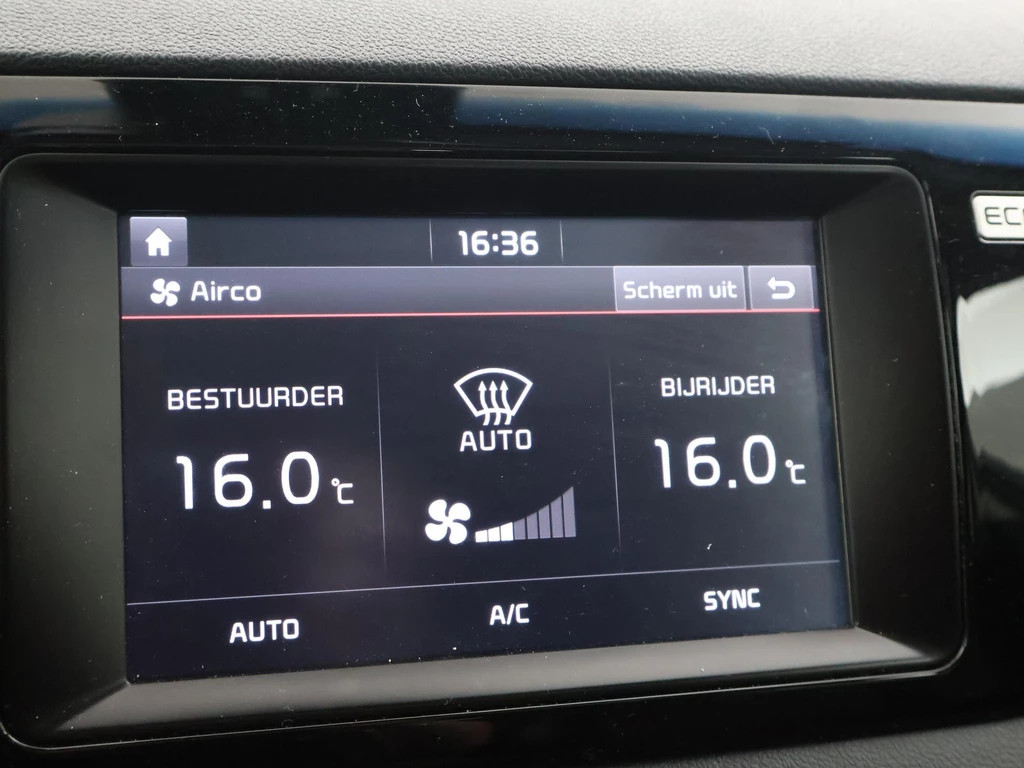 16:36
Airco
Scherm uit
BESTUURDER
AUTO
BIJRIJDER
16.0 °C
16.0 °C
AUTO
A/C
SYNC